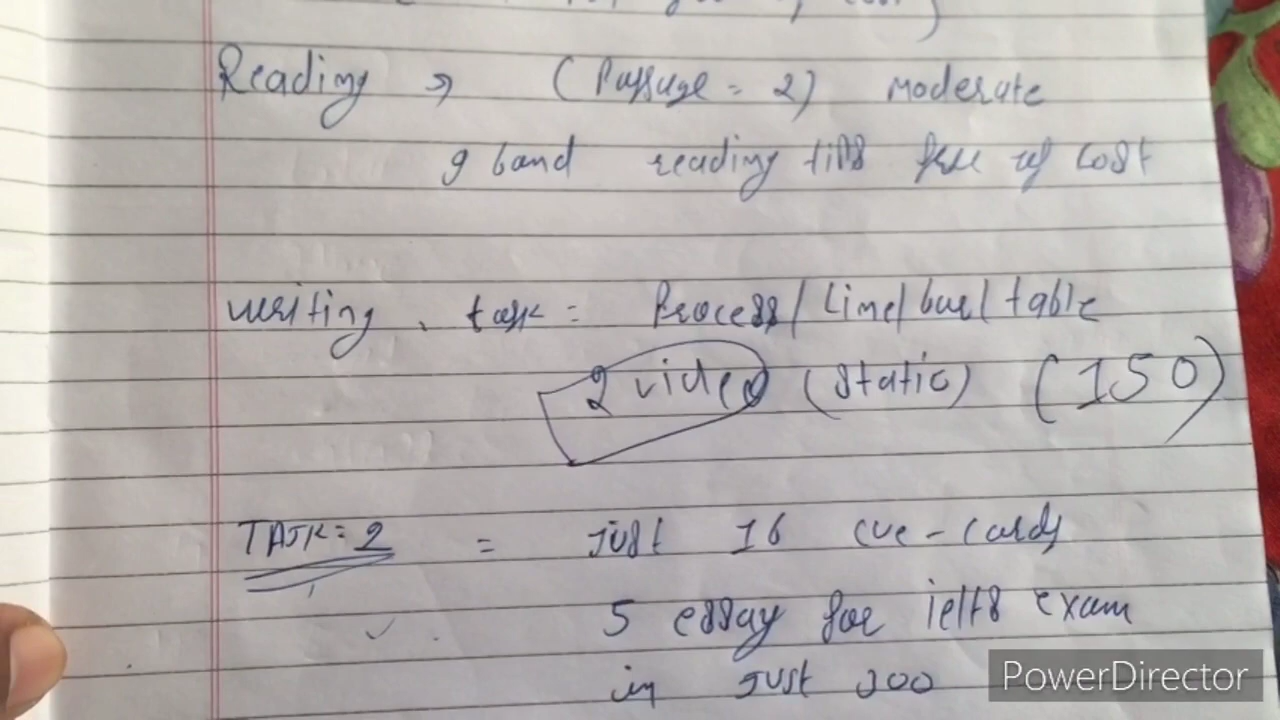 Reading → (Passage = 2) moderate
9 band reading tips free of cost
writing . task = Process/Line/bar/table
2 video (static) (150)
TASK = 2 = Just 16 cue-cards
5 essay for ielts exam
in Just 200
PowerDirector